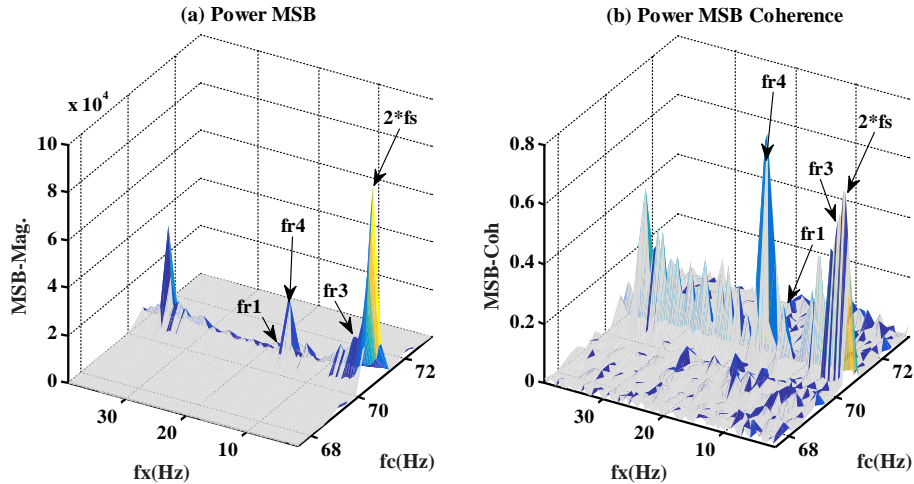 (a) Power MSB
x 10^4
10
8
6
4
2
0
MSB-Mag.
2*fs
fr4
fr1
fr3
30
20
10
fx(Hz)
68
70
72
fc(Hz)
(b) Power MSB Coherence
0.8
0.6
0.4
0.2
0
MSB-Coh
fr4
2*fs
fr3
fr1
30
20
10
fx(Hz)
68
70
72
fc(Hz)